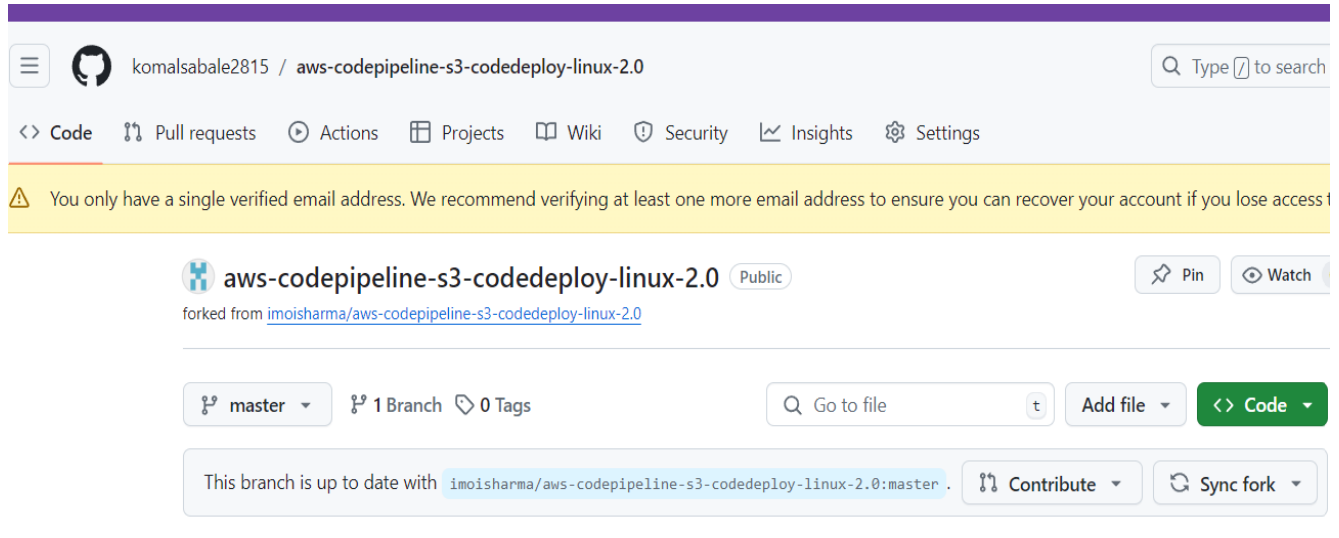 komalsabale2815 / aws-codepipeline-s3-codedeploy-linux-2.0
Type / to search
<> Code Pull requests Actions Projects Wiki Security Insights Settings
You only have a single verified email address. We recommend verifying at least one more email address to ensure you can recover your account if you lose access
aws-codepipeline-s3-codedeploy-linux-2.0 Public
Pin Watch
forked from imoisharma/aws-codepipeline-s3-codedeploy-linux-2.0
master 1 Branch 0 Tags Go to file t Add file <> Code
This branch is up to date with imoisharma/aws-codepipeline-s3-codedeploy-linux-2.0:master . Contribute Sync fork